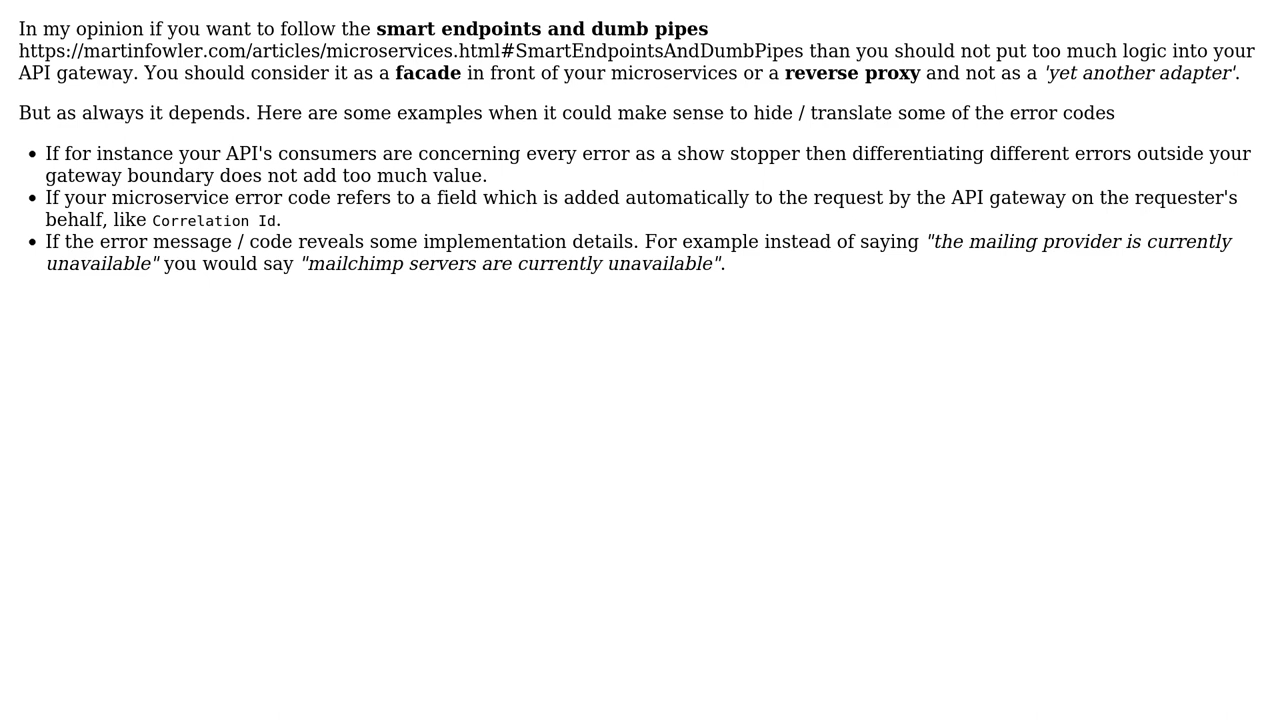 In my opinion if you want to follow the smart endpoints and dumb pipes
https://martinfowler.com/articles/microservices.html#SmartEndpointsAndDumbPipes than you should not put too much logic into your
API gateway. You should consider it as a facade in front of your microservices or a reverse proxy and not as a 'yet another adapter'.
But as always it depends. Here are some examples when it could make sense to hide / translate some of the error codes
• If for instance your API's consumers are concerning every error as a show stopper then differentiating different errors outside your
gateway boundary does not add too much value.
• If your microservice error code refers to a field which is added automatically to the request by the API gateway on the requester's
behalf, like Correlation Id.
• If the error message / code reveals some implementation details. For example instead of saying "the mailing provider is currently
unavailable" you would say "mailchimp servers are currently unavailable".